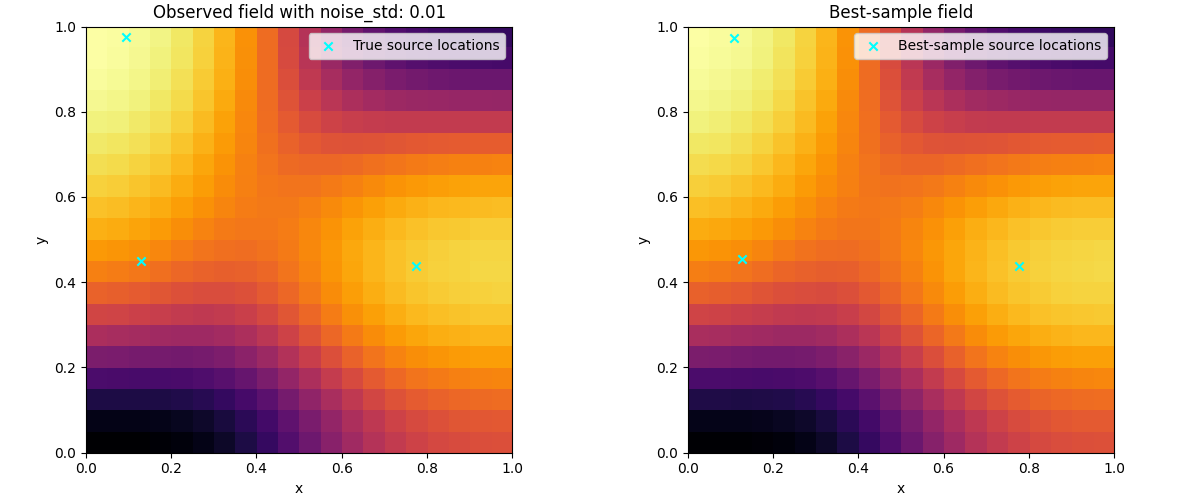 Observed field with noise_std: 0.01
True source locations
1.0
0.8
0.6
0.4
0.2
0.0
y
0.0 0.2 0.4 0.6 0.8 1.0
x
Best-sample field
Best-sample source locations
1.0
0.8
0.6
0.4
0.2
0.0
y
0.0 0.2 0.4 0.6 0.8 1.0
x